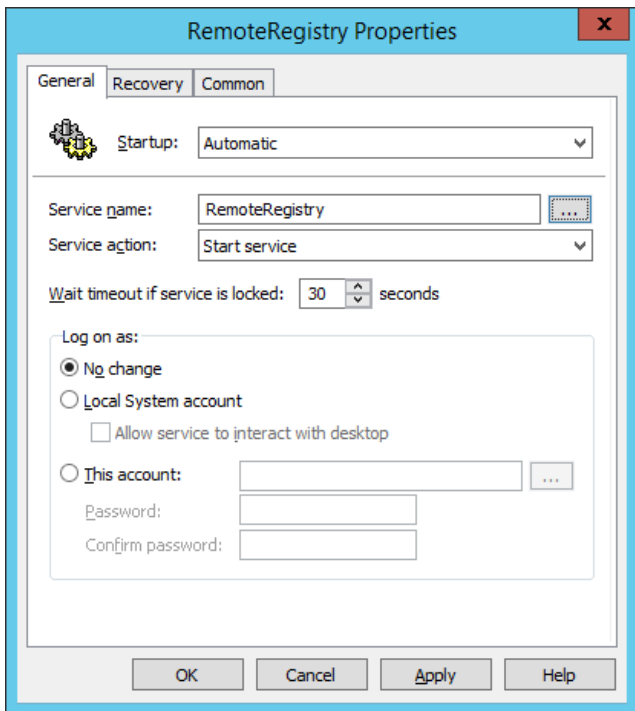 RemoteRegistry Properties
x
General Recovery Common
Startup: Automatic
Service name: RemoteRegistry ...
Service action: Start service
Wait timeout if service is locked: 30 seconds
Log on as:
No change
Local System account
Allow service to interact with desktop
This account: ...
Password:
Confirm password:
OK Cancel Apply Help